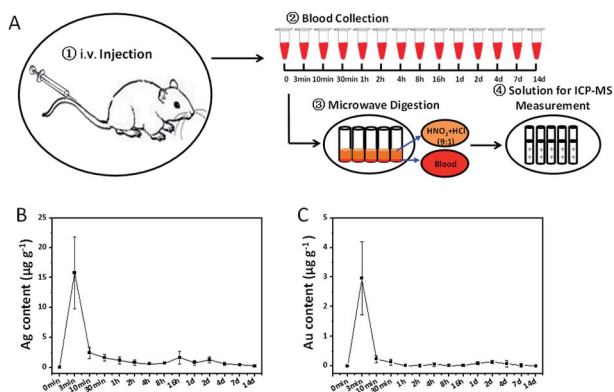 A
① i.v. Injection
② Blood Collection
0 3min 10min 30min 1h 2h 4h 8h 16h 1d 2d 4d 7d 14d
③ Microwave Digestion
HNO3+HCl
(9:1)
Blood
④ Solution for ICP-MS
Measurement
B
Ag content (µg g-1)
25
20
15
10
5
0
0min 3min 10min 30min 1h 2h 4h 8h 16h 1d 2d 4d 7d 14d
C
Au content (µg g-1)
5
4
3
2
1
0
0min 3min 10min 30min 1h 2h 4h 8h 16h 1d 2d 4d 7d 14d